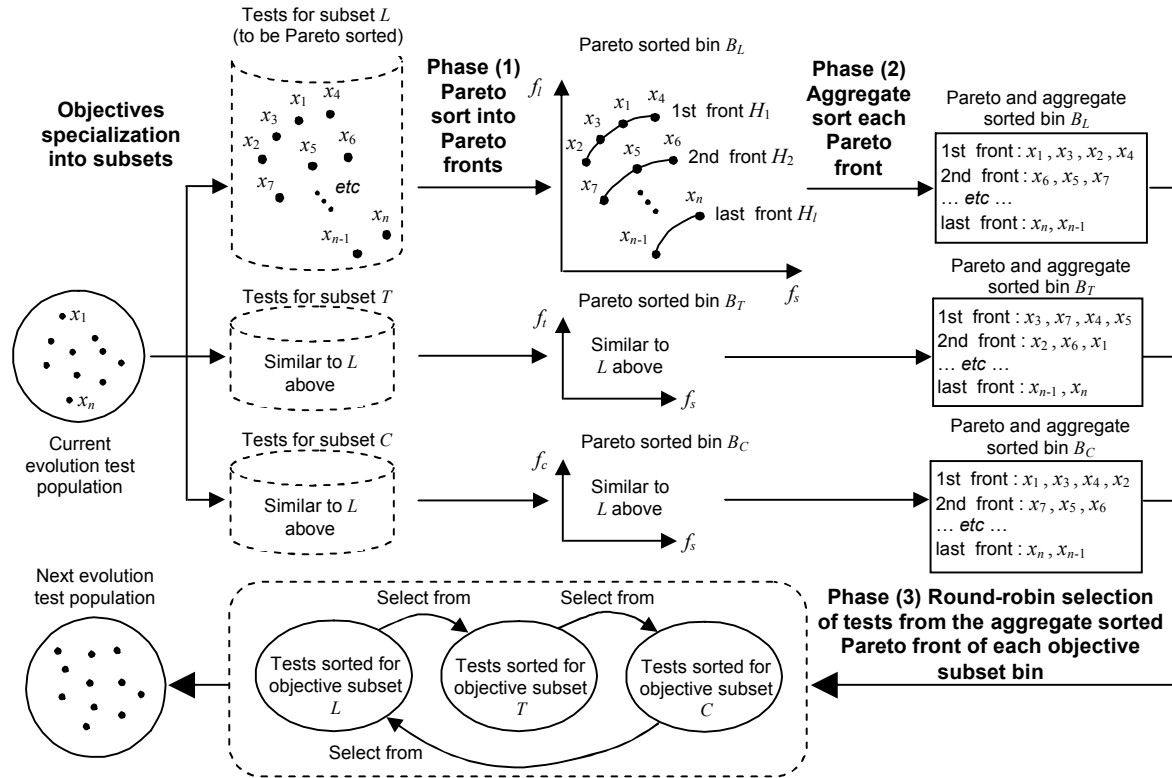 Tests for subset L
(to be Pareto sorted)
Objectives
specialization
into subsets
x1
x4
x3
x2
x5
x6
x7
etc
xn
xn-1
Phase (1)
Pareto
sort into
Pareto
fronts
Pareto sorted bin BL
fl
x1
x4
x3
x2
1st front H1
x6
x5
2nd front H2
x7
xn
last front Hl
xn-1
fs
Phase (2)
Aggregate
sort each
Pareto
front
Pareto and aggregate
sorted bin BL
1st front : x1 , x3 , x2 , x4
2nd front : x6 , x5 , x7
... etc ...
last front : xn, xn-1
x1
xn
Current
evolution test
population
Tests for subset T
Similar to L
above
Pareto sorted bin BT
ft
Similar to
L above
fs
Pareto and aggregate
sorted bin BT
1st front : x3 , x7 , x4 , x5
2nd front : x2 , x6 , x1
... etc ...
last front : xn-1 , xn
Tests for subset C
Similar to L
above
Pareto sorted bin BC
fc
Similar to
L above
fs
Pareto and aggregate
sorted bin BC
1st front : x1 , x3 , x4 , x2
2nd front : x7 , x5 , x6
... etc ...
last front : xn , xn-1
Next evolution
test population
Select from
Select from
Tests sorted for
objective subset
L
Tests sorted for
objective subset
T
Tests sorted for
objective subset
C
Select from
Phase (3) Round-robin selection
of tests from the aggregate sorted
Pareto front of each objective
subset bin